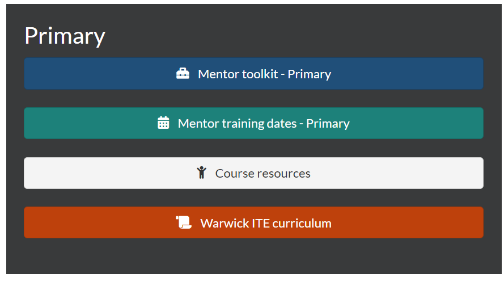 Primary
Mentor toolkit - Primary
Mentor training dates - Primary
Course resources
Warwick ITE curriculum